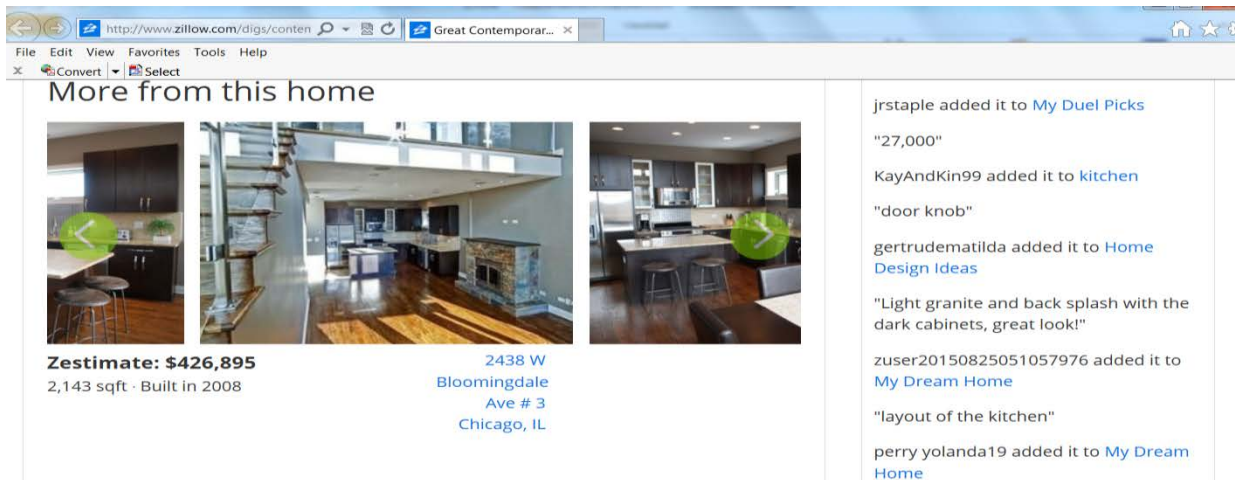 http://www.zillow.com/digs/conten
Great Contemporar...
File Edit View Favorites Tools Help
x Convert Select
More from this home
Zestimate: $426,895
2,143 sqft · Built in 2008
2438 W
Bloomingdale
Ave # 3
Chicago, IL
jrstaple added it to My Duel Picks
"27,000"
KayAndKin99 added it to kitchen
"door knob"
gertrudematilda added it to Home
Design Ideas
"Light granite and back splash with the
dark cabinets, great look!"
zuser20150825051057976 added it to
My Dream Home
"layout of the kitchen"
perry yolanda19 added it to My Dream
Home